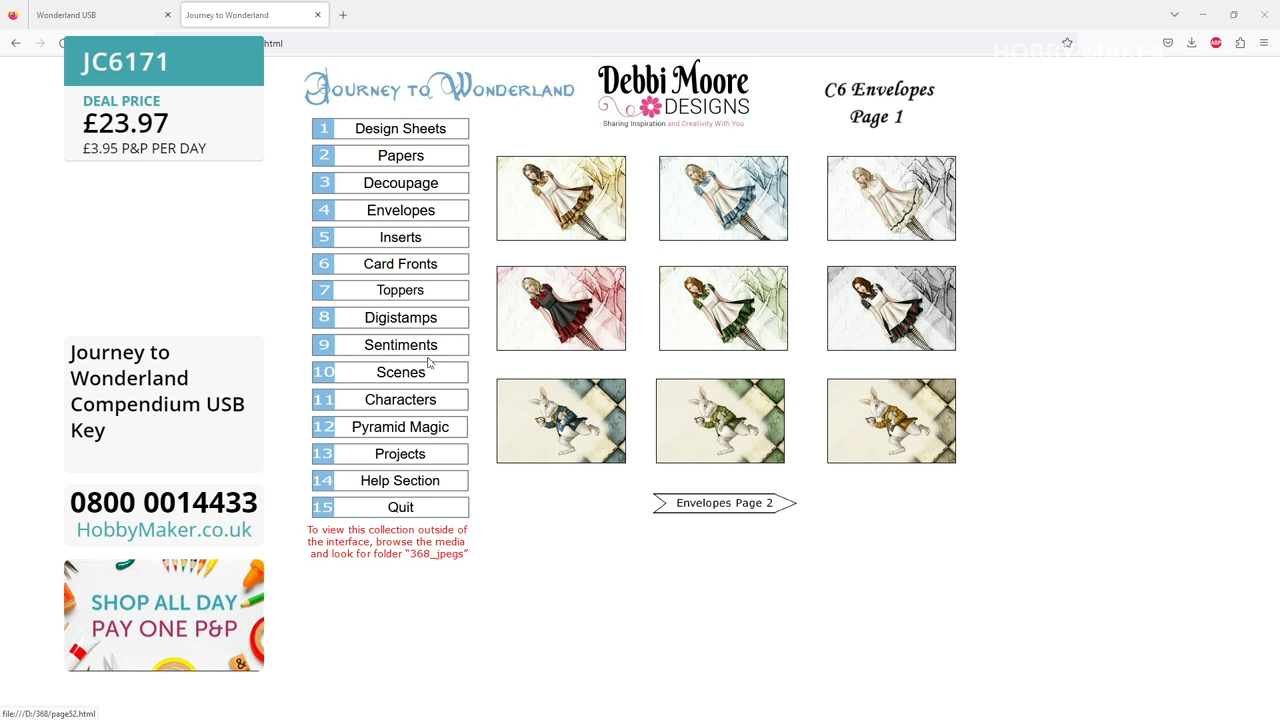 Wonderland USB
Journey to Wonderland
html
HOBBY MAKER
JC6171
DEAL PRICE
£23.97
£3.95 P&P PER DAY
Journey to
Wonderland
Compendium USB
Key
0800 0014433
HobbyMaker.co.uk
SHOP ALL DAY
PAY ONE P&P
&
JOURNEY TO WONDERLAND
Debbi Moore
DESIGNS
Sharing Inspiration and Creativity With You
C6 Envelopes
Page 1
1 Design Sheets
2 Papers
3 Decoupage
4 Envelopes
5 Inserts
6 Card Fronts
7 Toppers
8 Digistamps
9 Sentiments
10 Scenes
11 Characters
12 Pyramid Magic
13 Projects
14 Help Section
15 Quit
To view this collection outside of
the interface, browse the media
and look for folder “368_jpegs”
Envelopes Page 2
file:///D:/368/page52.html